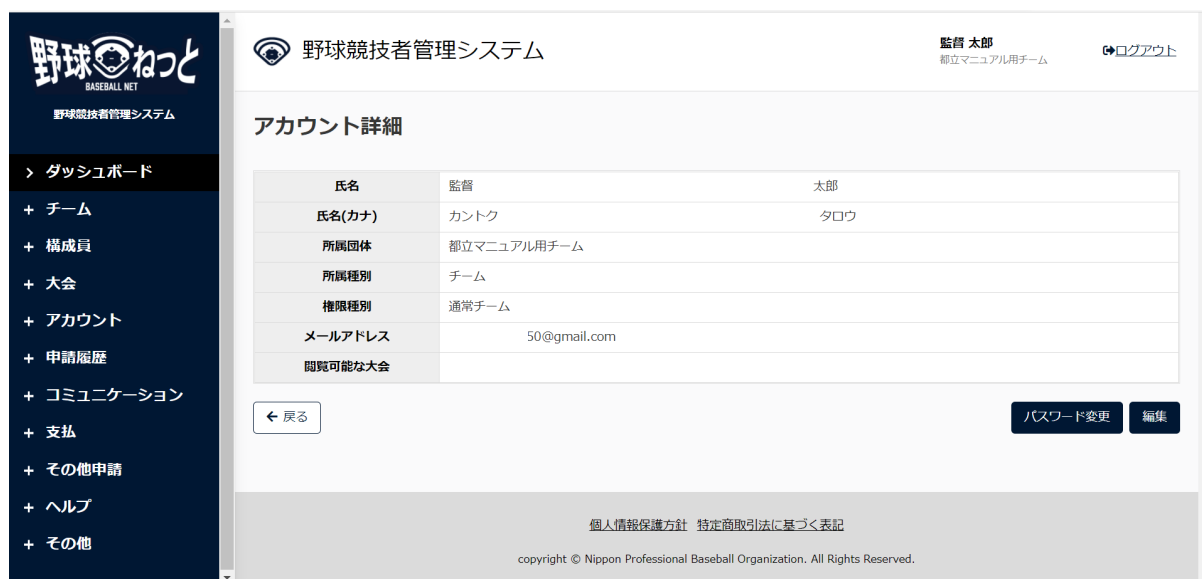 野球ねっと
BASEBALL NET
野球競技者管理システム
ダッシュボード
チーム
構成員
大会
アカウント
申請履歴
コミュニケーション
支払
その他申請
ヘルプ
その他
野球競技者管理システム
監督 太郎
都立マニュアル用チーム
ログアウト
アカウント詳細
氏名 監督 太郎
氏名(カナ) カントク タロウ
所属団体 都立マニュアル用チーム
所属種別 チーム
権限種別 通常チーム
メールアドレス 50@gmail.com
閲覧可能な大会
戻る
パスワード変更 編集
個人情報保護方針 特定商取引法に基づく表記
copyright © Nippon Professional Baseball Organization. All Rights Reserved.